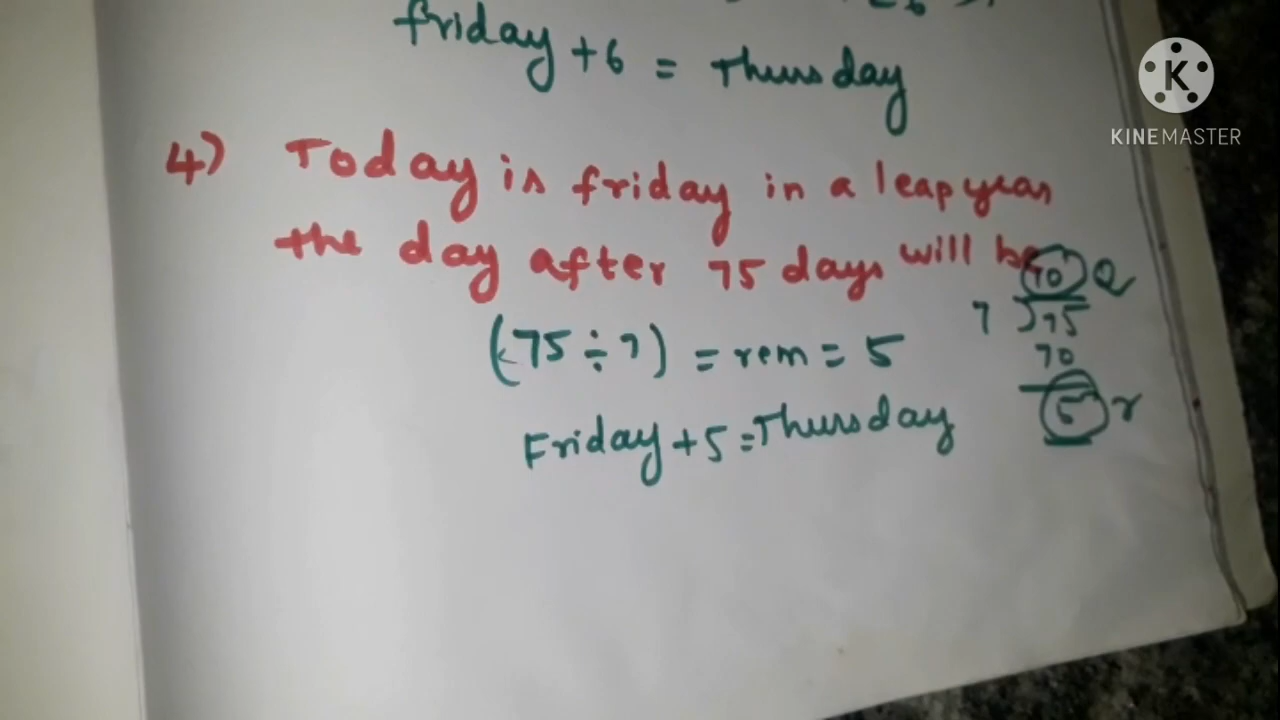 friday +6 = Thursday
K
KINEMASTER
4) Today is friday in a leap year
the day after 75 days will be
10 Q
7 ) 75
(75 ÷ 7) = rem = 5
70
5 r
Friday +5 = Thursday